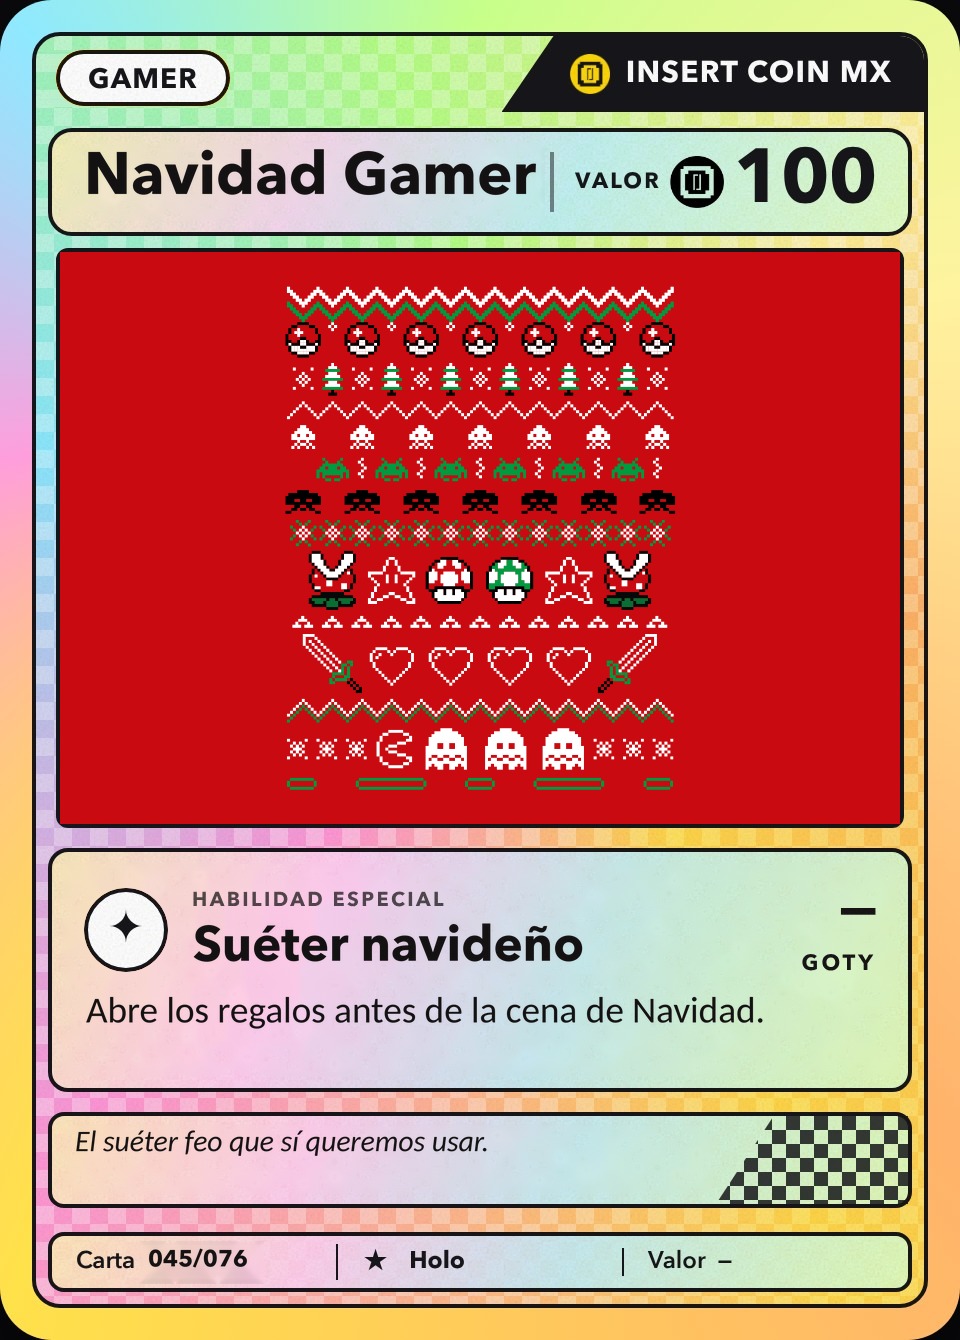 GAMER
INSERT COIN MX
Navidad Gamer
VALOR 100
HABILIDAD ESPECIAL
Suéter navideño
–
GOTY
Abre los regalos antes de la cena de Navidad.
El suéter feo que sí queremos usar.
Carta 045/076 ★ Holo Valor –